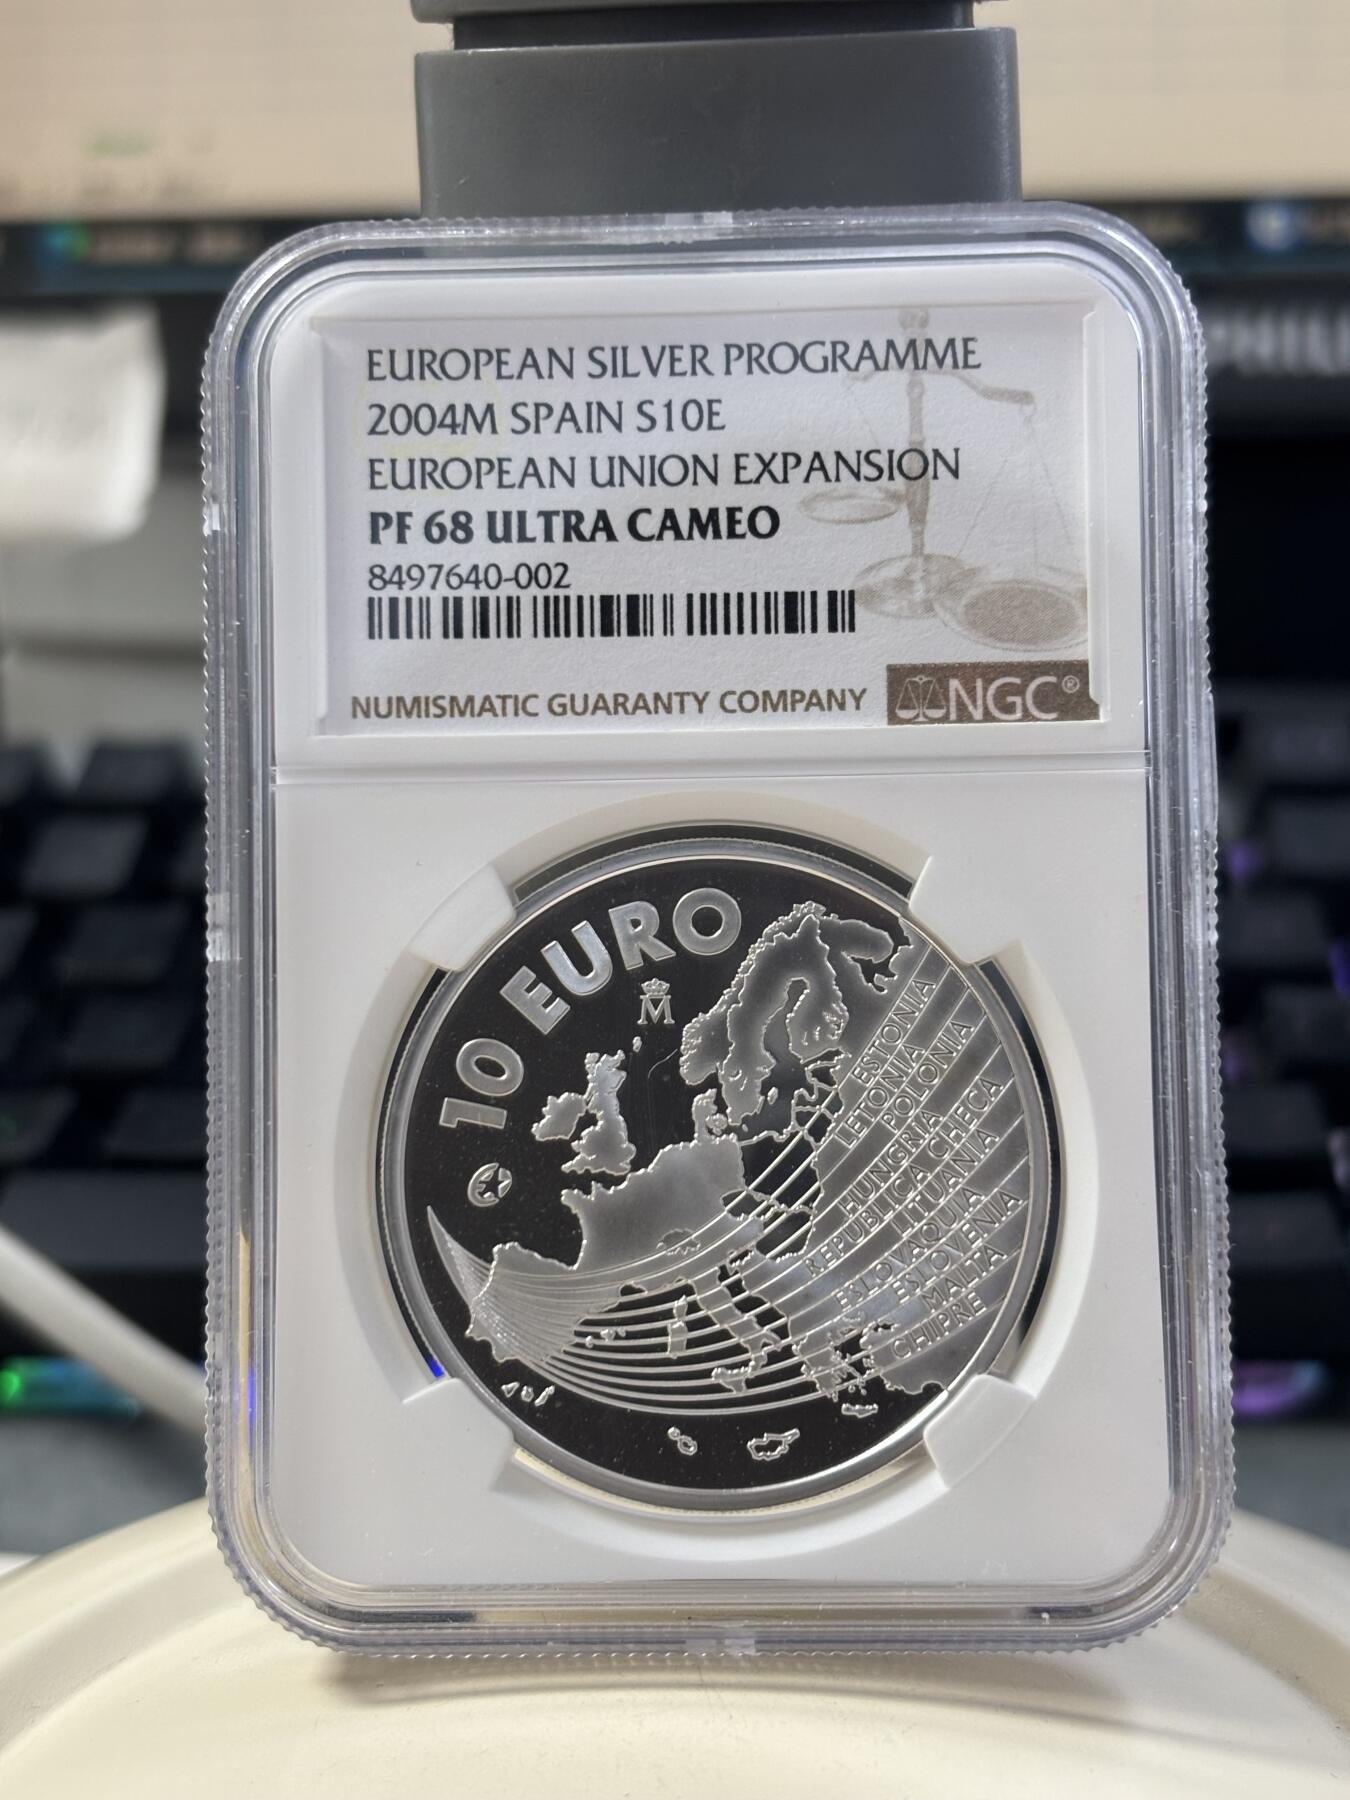 EUROPEAN SILVER PROGRAMME
2004M SPAIN S10E
EUROPEAN UNION EXPANSION
PF 68 ULTRA CAMEO
8497640-002
NUMISMATIC GUARANTY COMPANY
NGC®
10 EURO
M
ESTONIA
LETONIA
POLONIA
HUNGRIA
REPUBLICA CHECA
LITUANIA
ESLOVAQUIA
ESLOVENIA
MALTA
CHIPRE